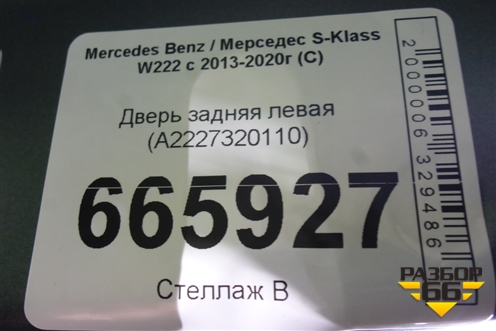 Mercedes Benz / Мерседес S-Klass
W222 с 2013-2020г (С)
Дверь задняя левая
(A2227320110)
665927
Стеллаж В
2000006329486
РАЗБОР
66